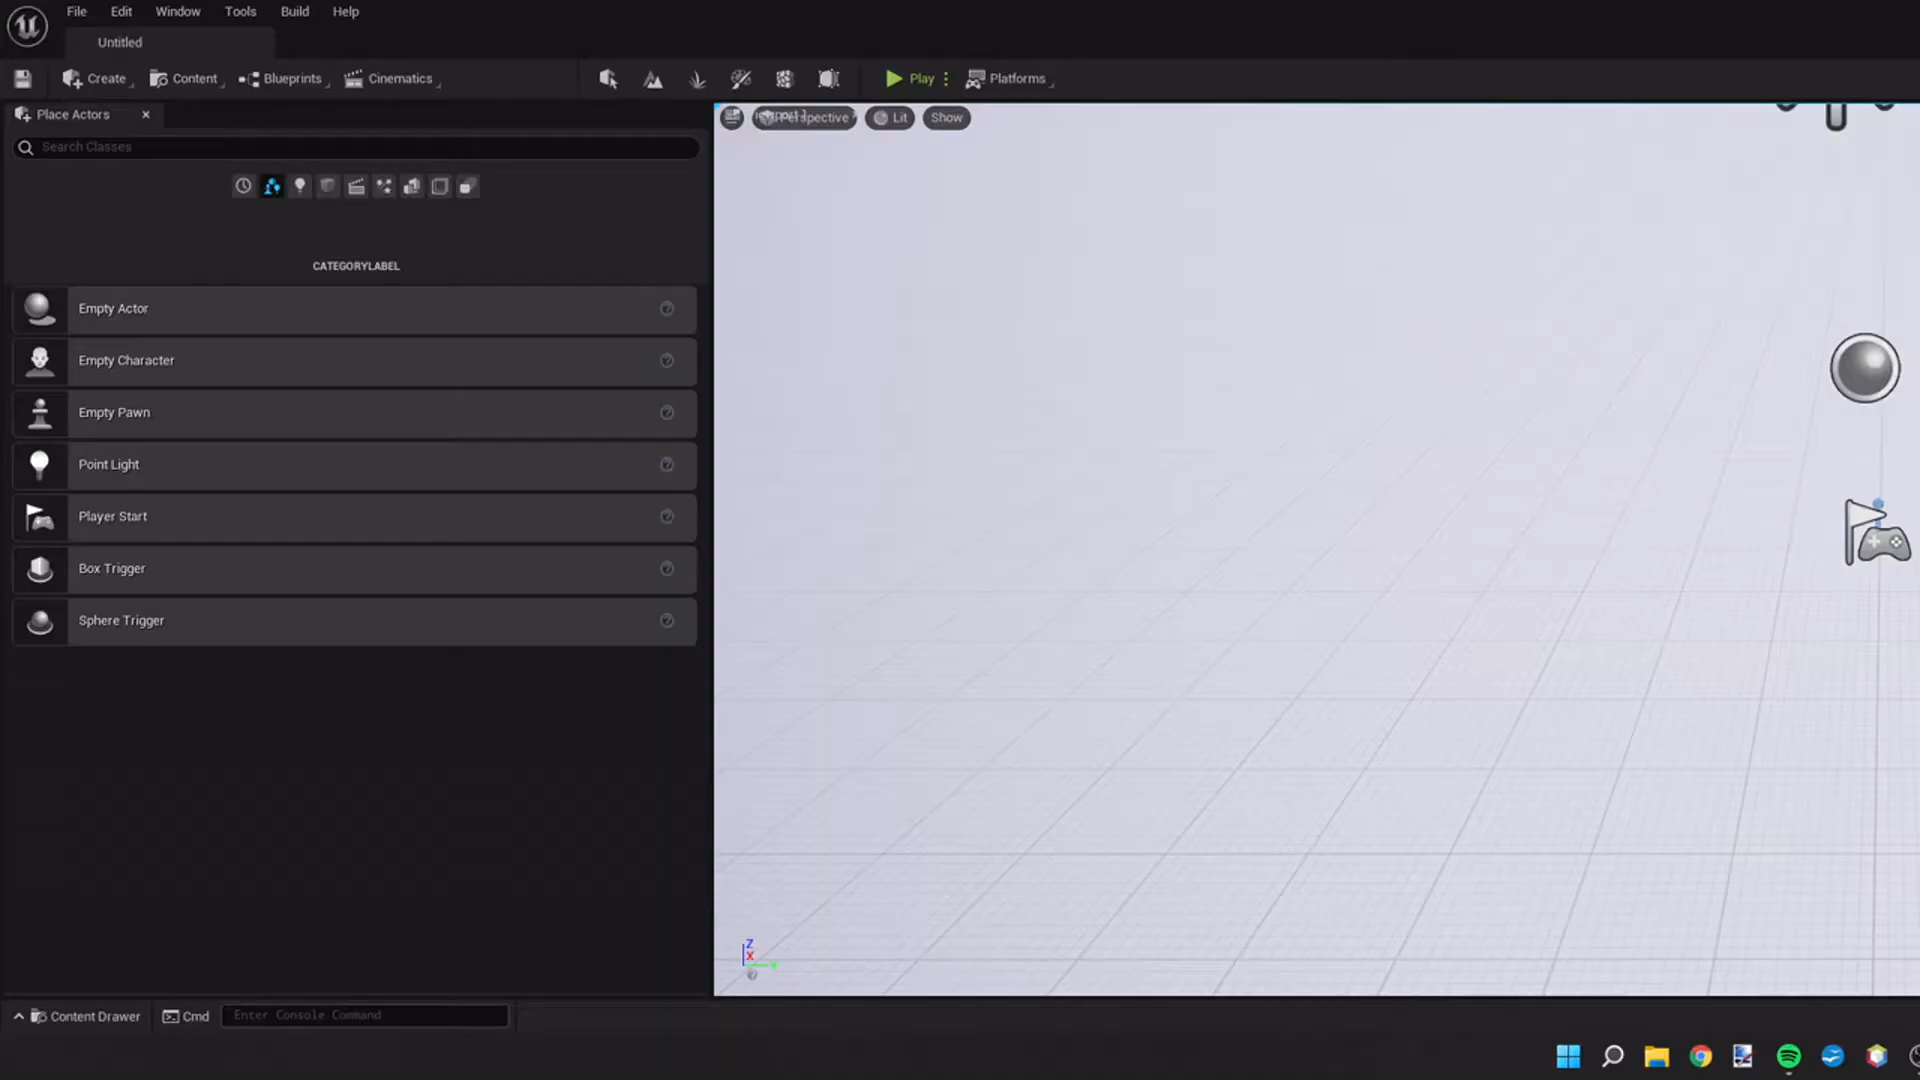 File Edit Window Tools Build Help
Untitled
Create Content Blueprints Cinematics Play Platforms
Place Actors
Perspective Lit Show
Search Classes
CATEGORYLABEL
Empty Actor
Empty Character
Empty Pawn
Point Light
Player Start
Box Trigger
Sphere Trigger
Z
X
Content Drawer Cmd Enter Console Command